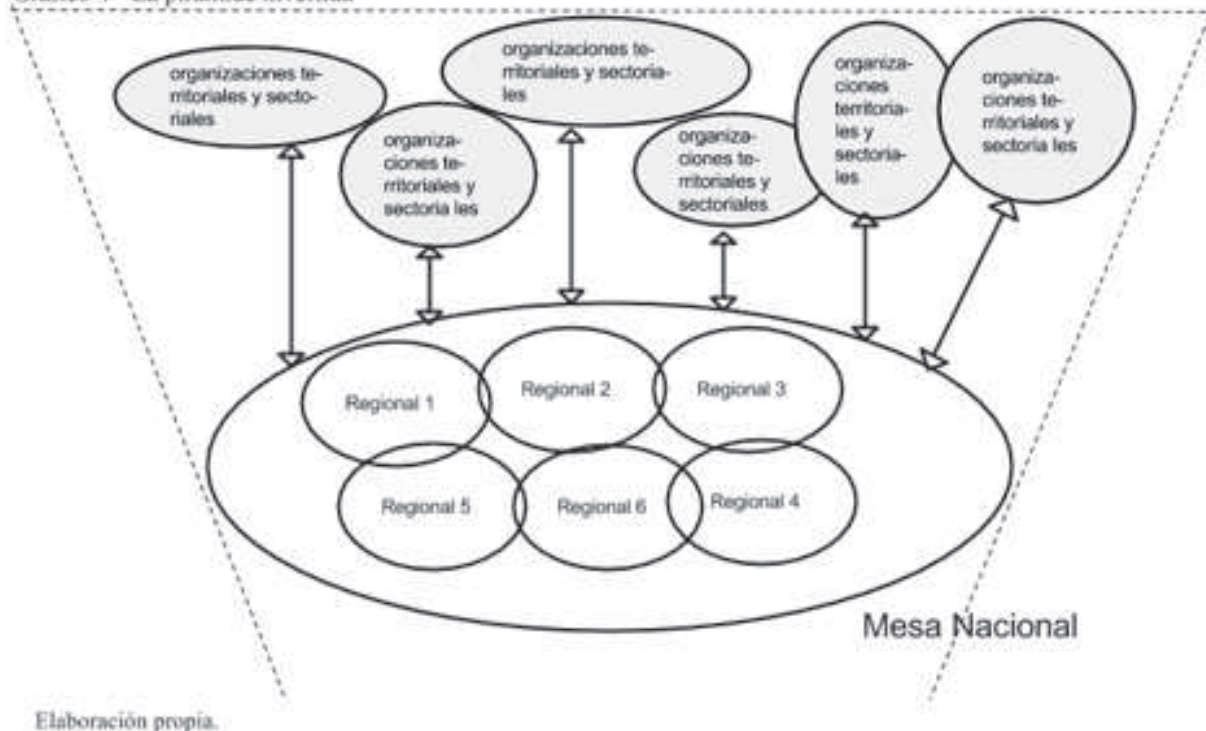 organizaciones te-
rritoriales y secto-
riales
organiza-
ciones te-
rritoriales y
sectoria les
organizaciones te-
rritoriales y sectoria-
les
organiza-
ciones te-
rritoriales y
sectoriales
organiza-
ciones
territoria-
les y
sectoria-
les
organiza-
ciones te-
rritoriales y
sectoria les
Regional 1
Regional 2
Regional 3
Regional 5
Regional 6
Regional 4
Mesa Nacional
Elaboración propia.